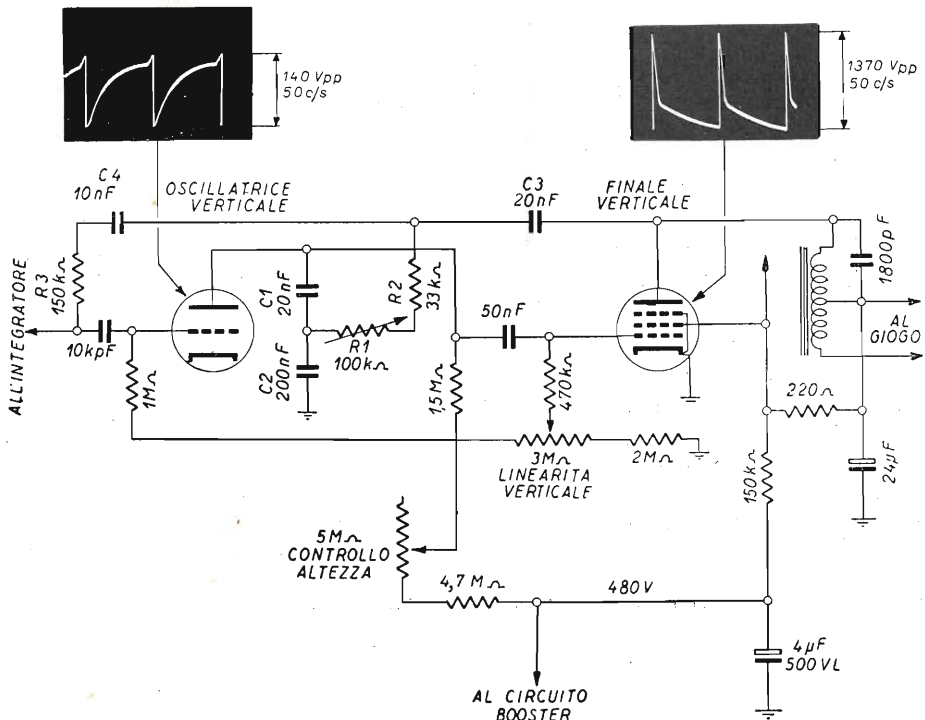 140 Vpp
50 c/s
1370 Vpp
50 c/s
C4
10nF
OSCILLATRICE
VERTICALE
C3
20nF
FINALE
VERTICALE
R3
150kΩ
C1
20nF
R2
33kΩ
1800pF
50nF
AL
GIOGO
ALL'INTEGRATORE
10kpF
R1
100kΩ
C2
200nF
1MΩ
1,5MΩ
470kΩ
220Ω
3MΩ
LINEARITA
VERTICALE
2MΩ
150kΩ
24µF
5MΩ
CONTROLLO
ALTEZZA
4,7MΩ
480V
4µF
500VL
AL CIRCUITO
BOOSTER